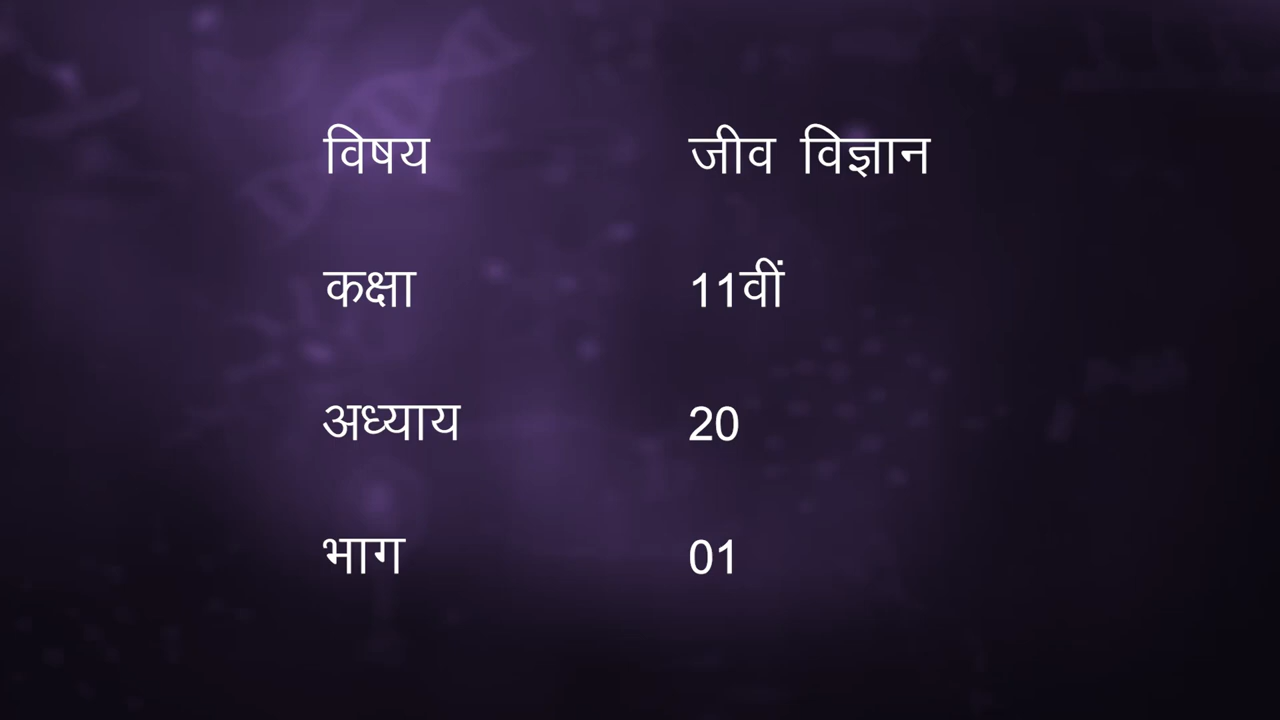 विषय जीव विज्ञान
कक्षा 11वीं
अध्याय 20
भाग 01